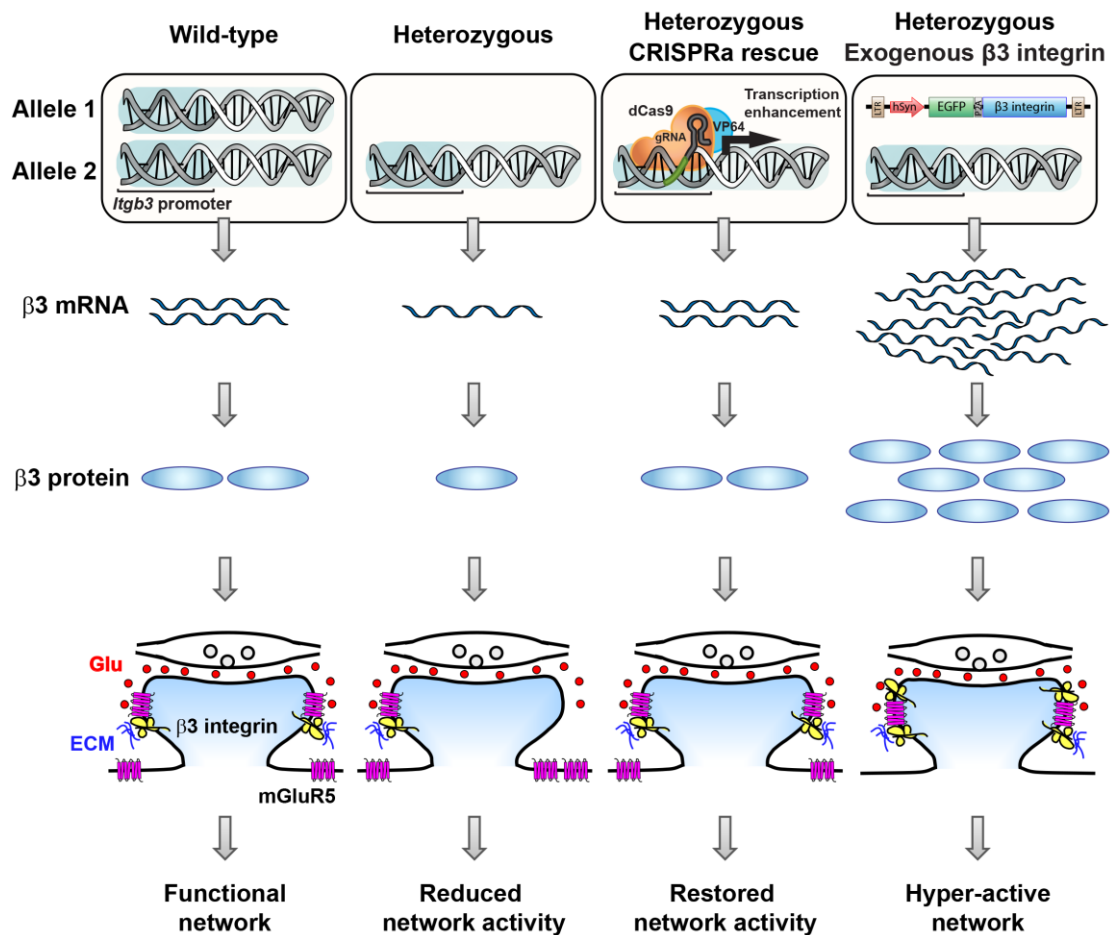 Wild-type
Heterozygous
Heterozygous
CRISPRa rescue
Heterozygous
Exogenous β3 integrin
Allele 1
Allele 2
Itgb3 promoter
dCas9
gRNA
VP64
Transcription
enhancement
LTR
hSyn
EGFP
P2A
β3 integrin
LTR
β3 mRNA
β3 protein
Glu
β3 integrin
ECM
mGluR5
Functional
network
Reduced
network activity
Restored
network activity
Hyper-active
network